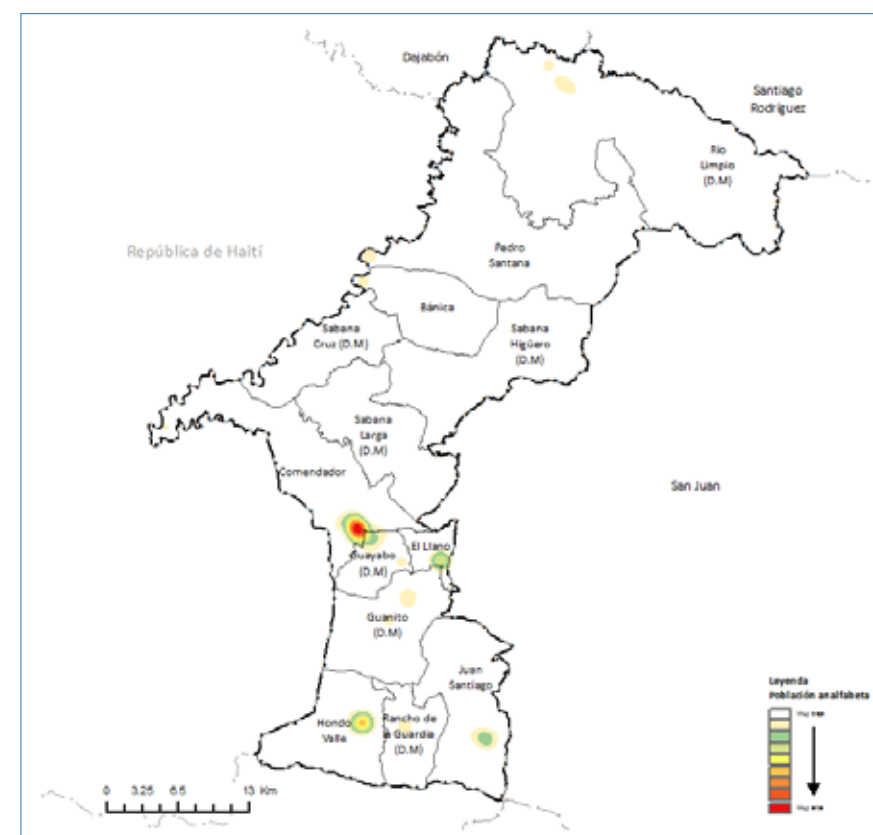 Dajabón
Santiago
Rodríguez
Río
Limpio
(D.M)
República de Haití
Pedro
Santana
Bánica
Sabana
Cruz (D.M)
Sabana
Higüero
(D.M)
Sabana
Larga
(D.M)
Comendador
San Juan
El Llano
Guayabo
(D.M)
Guanito
(D.M)
Juan
Santiago
Hondo
Valle
Rancho de
la Guardia
(D.M)
Leyenda
Población analfabeta
0 3.25 6.5 13 Km